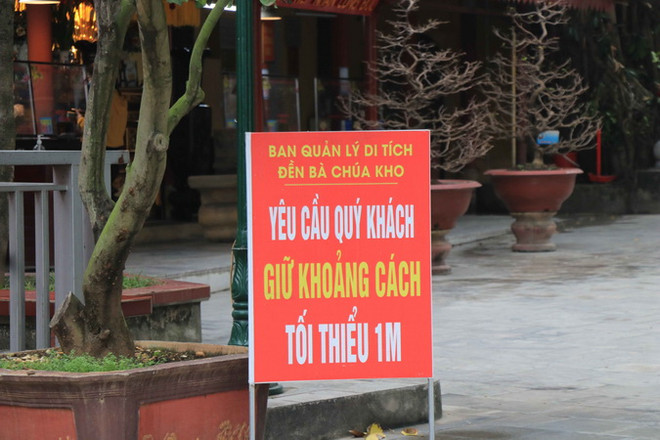 BAN QUẢN LÝ DI TÍCH
ĐỀN BÀ CHÚA KHO
YÊU CẦU QUÝ KHÁCH
GIỮ KHOẢNG CÁCH
TỐI THIỂU 1M